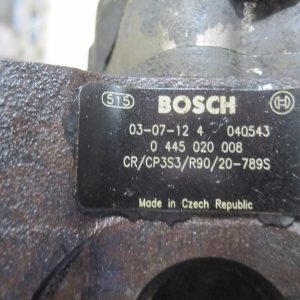 515 BOSCH
03-07-12 4 040543
0 445 020 008
CR/CP3S3/R90/20-789S
Made in Czech Republic